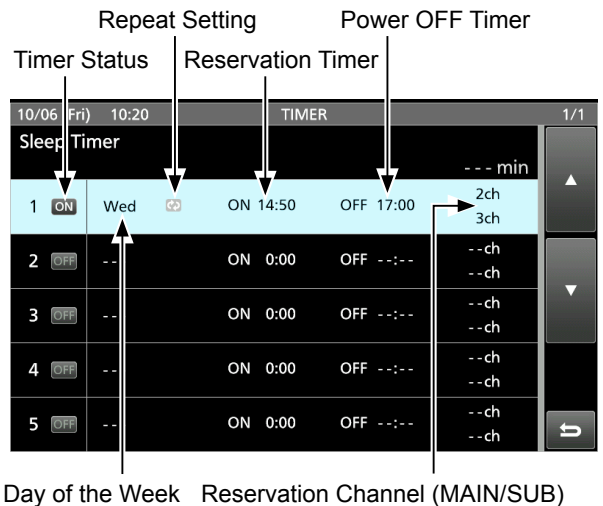 Repeat Setting Power OFF Timer
Timer Status Reservation Timer
10/06 (Fri) 10:20 TIMER 1/1
Sleep Timer
--- min
1 ON Wed ON 14:50 OFF 17:00 2ch
3ch
2 OFF -- ON 0:00 OFF --:-- --ch
--ch
3 OFF -- ON 0:00 OFF --:-- --ch
--ch
4 OFF -- ON 0:00 OFF --:-- --ch
--ch
5 OFF -- ON 0:00 OFF --:-- --ch
--ch
Day of the Week Reservation Channel (MAIN/SUB)